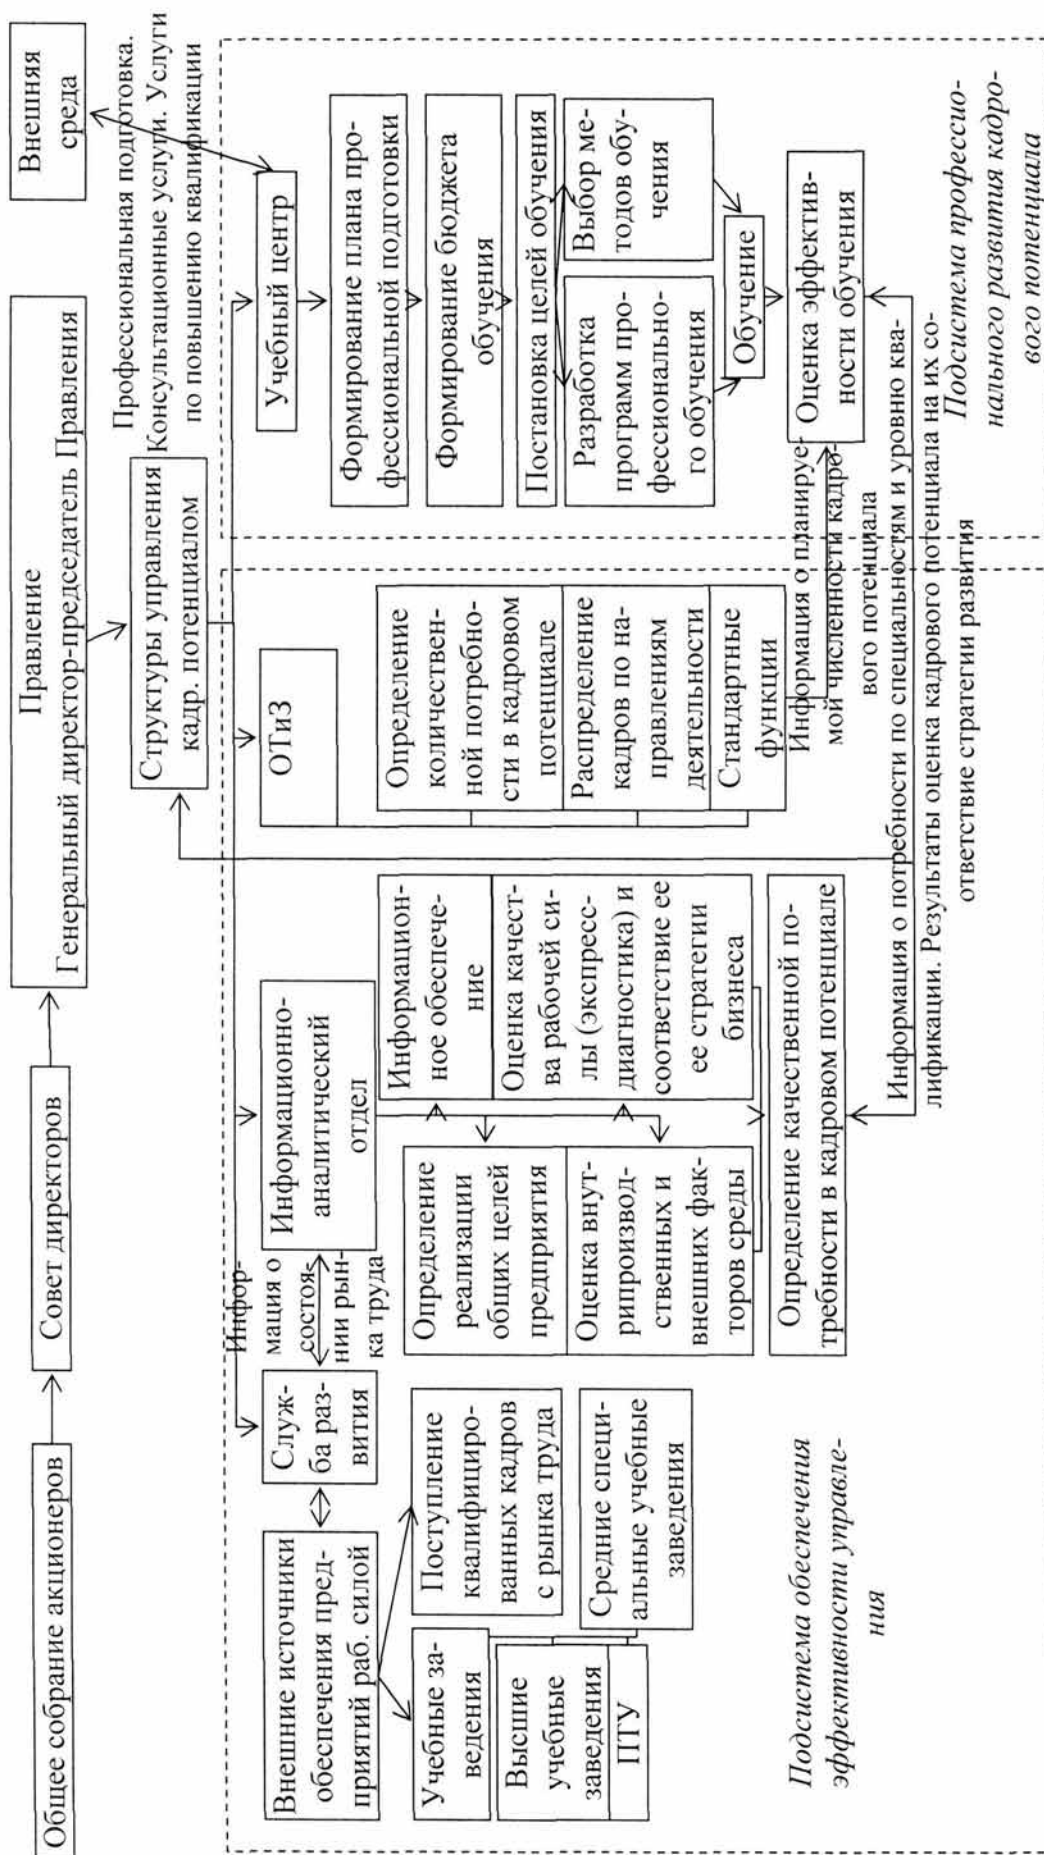 Общее собрание акционеров
Совет директоров
Правление
Генеральный директор-председатель Правления
Внешняя
среда
Структуры управления
кадр. потенциалом
Профессиональная подготовка.
Консультационные услуги. Услуги
по повышению квалификации
Внешние источники
обеспечения пред-
приятий раб. силой
Служ-
ба раз-
вития
Инфор-
мация о
состоя-
нии рын-
ка труда
Информационно-
аналитический
отдел
ОТиЗ
Учебный центр
Учебные за-
ведения
Высшие
учебные
заведения
ПТУ
Поступление
квалифициро-
ванных кадров
с рынка труда
Средние специ-
альные учебные
заведения
Определение
реализации
общих целей
предприятия
Оценка внут-
рипроизвод-
ственных и
внешних фак-
торов среды
Информацион-
ное обеспече-
ние
Оценка качест-
ва рабочей си-
лы (экспресс-
диагностика) и
соответствие ее
ее стратегии
бизнеса
Определение качественной по-
требности в кадровом потенциале
Определение
количествен-
ной потребно-
сти в кадровом
потенциале
Распределение
кадров по на-
правлениям
деятельности
Стандартные
функции
Формирование плана про-
фессиональной подготовки
Формирование бюджета
обучения
Постановка целей обучения
Разработка
программ про-
фессионально-
го обучения
Выбор ме-
тодов обу-
чения
Обучение
Оценка эффектив-
ности обучения
Информация о планируе-
мой численности кадро-
вого потенциала
Информация о потребности по специальностям и уровню ква-
лификации. Результаты оценка кадрового потенциала на их со-
ответствие стратегии развития
Подсистема обеспечения
эффективности управле-
ния
Подсистема профессио-
нального развития кадро-
вого потенциала